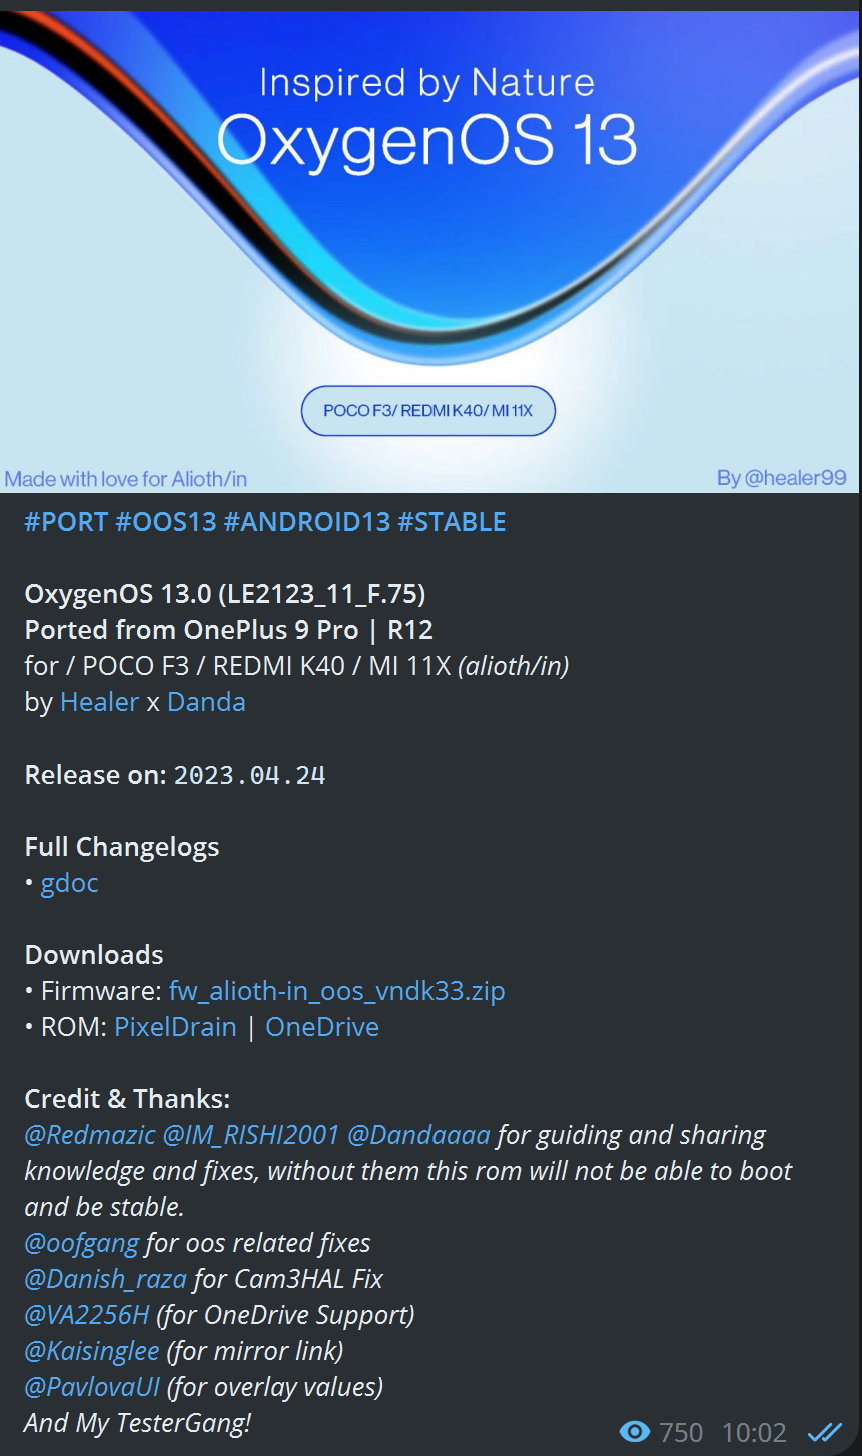 Inspired by Nature
OxygenOS 13
POCO F3/ REDMI K40/ MI 11X
Made with love for Alioth/in
By @healer99
#PORT #OOS13 #ANDROID13 #STABLE
OxygenOS 13.0 (LE2123_11_F.75)
Ported from OnePlus 9 Pro | R12
for / POCO F3 / REDMI K40 / MI 11X (alioth/in)
by Healer x Danda
Release on: 2023.04.24
Full Changelogs
• gdoc
Downloads
• Firmware: fw_alioth-in_oos_vndk33.zip
• ROM: PixelDrain | OneDrive
Credit & Thanks:
@Redmazic @IM_RISHI2001 @Dandaaaa for guiding and sharing
knowledge and fixes, without them this rom will not be able to boot
and be stable.
@oofgang for oos related fixes
@Danish_raza for Cam3HAL Fix
@VA2256H (for OneDrive Support)
@Kaisinglee (for mirror link)
@PavlovaUI (for overlay values)
And My TesterGang!
750 10:02